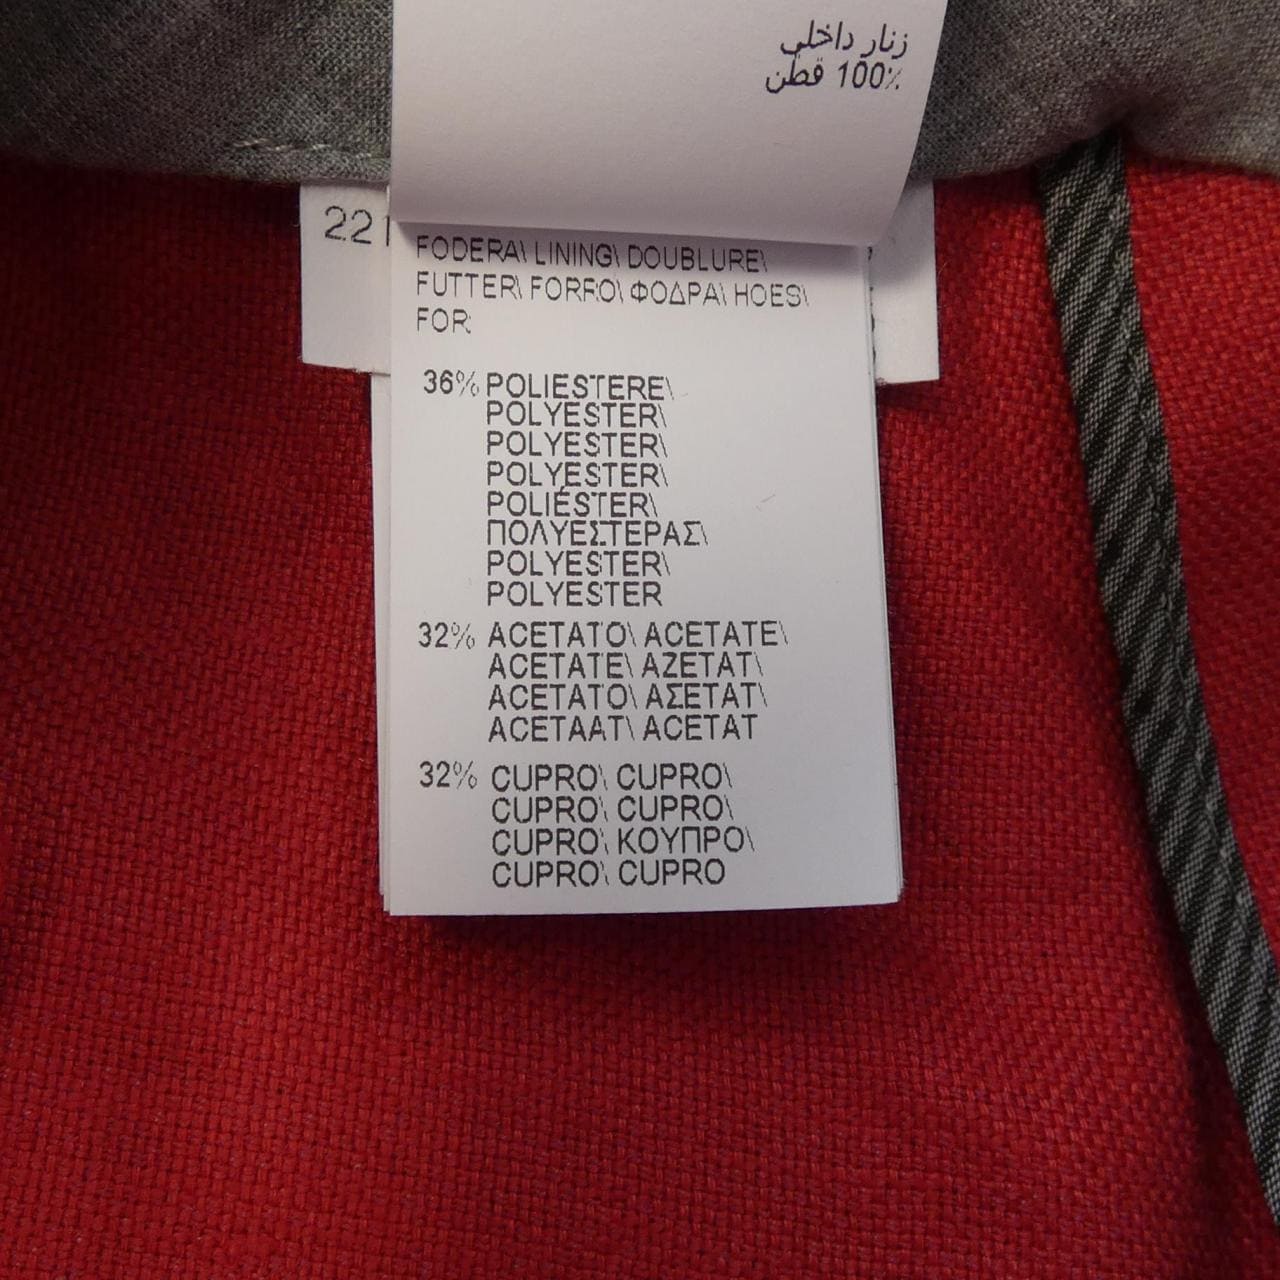 زنار داخلي
100٪ قطن
221
FODERA\ LINING\ DOUBLURE\
FUTTER\ FORRO\ ΦΟΔΡΑ\ HOES\
FOR:
36% POLIESTERE\
POLYESTER\
POLYESTER\
POLYESTER\
POLIÉSTER\
ΠΟΛΥΕΣΤΕΡΑΣ\
POLYESTER\
POLYESTER
32% ACETATO\ ACETATE\
ACETATE\ AZETAT\
ACETATO\ ΑΣΕΤΑΤ\
ACETAAT\ ACETAT
32% CUPRO\ CUPRO\
CUPRO\ CUPRO\
CUPRO\ ΚΟΥΠΡΟ\
CUPRO\ CUPRO